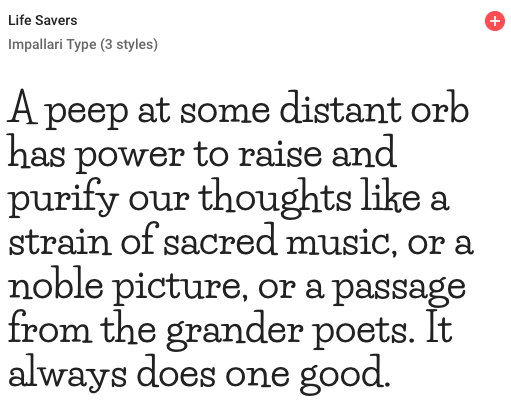 Life Savers
Impallari Type (3 styles)
A peep at some distant orb
has power to raise and
purify our thoughts like a
strain of sacred music, or a
noble picture, or a passage
from the grander poets. It
always does one good.